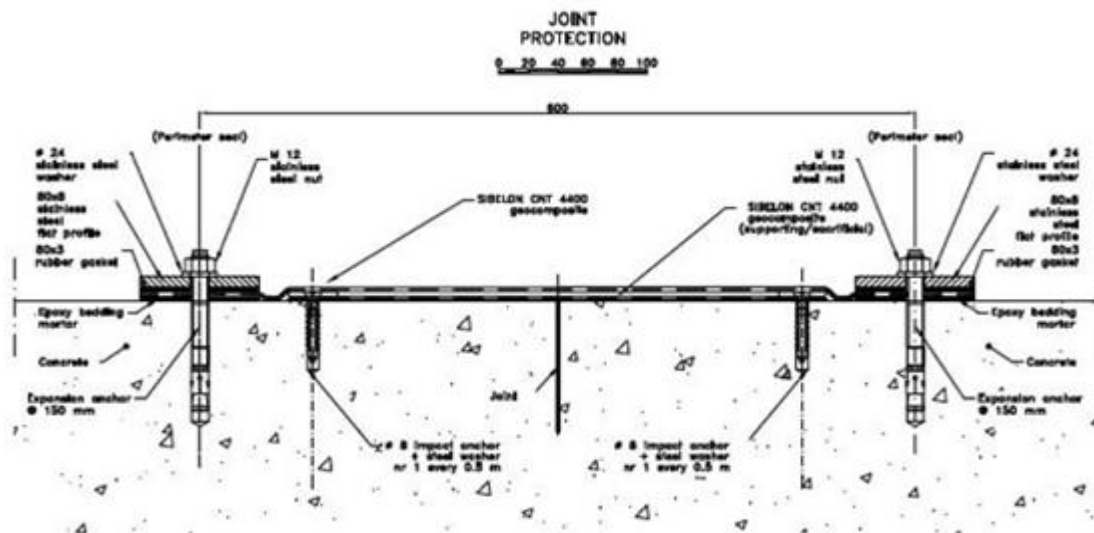 JOINT
PROTECTION
0 20 40 60 80 100
(Perimeter seal)
(Perimeter seal)
ø 24
stainless steel
washer
M 12
stainless
steel nut
80x8
stainless
steel
flat profile
80x3
rubber gasket
SIBELON CNT 4400
geocomposite
SIBELON CNT 4400
geocomposite
(supporting/sacrificial)
M 12
stainless
steel nut
ø 24
stainless steel
washer
80x8
stainless
steel
flat profile
80x3
rubber gasket
Epoxy bedding
mortar
Concrete
Expansion anchor
@ 150 mm
Joint
ø 8 impact anchor
+ steel washer
nr 1 every 0.5 m
ø 8 impact anchor
+ steel washer
nr 1 every 0.5 m
Epoxy bedding
mortar
Concrete
Expansion anchor
@ 150 mm